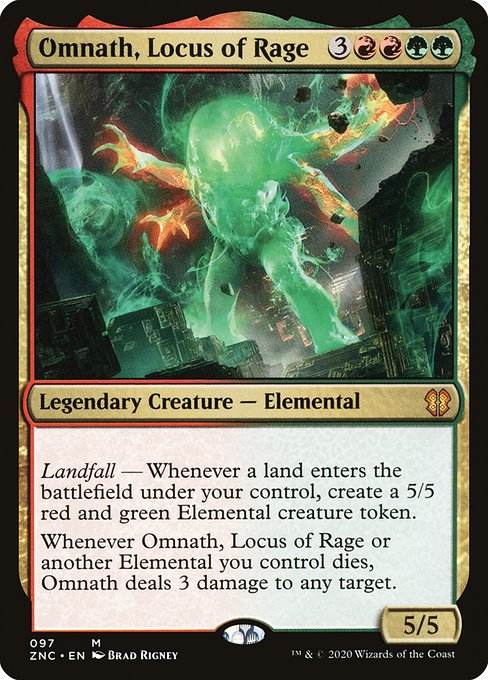 Omnath, Locus of Rage 3
Legendary Creature — Elemental
Landfall — Whenever a land enters the
battlefield under your control, create a 5/5
red and green Elemental creature token.
Whenever Omnath, Locus of Rage or
another Elemental you control dies,
Omnath deals 3 damage to any target.
5/5
097 M
ZNC • EN Brad Rigney
™ & © 2020 Wizards of the Coast